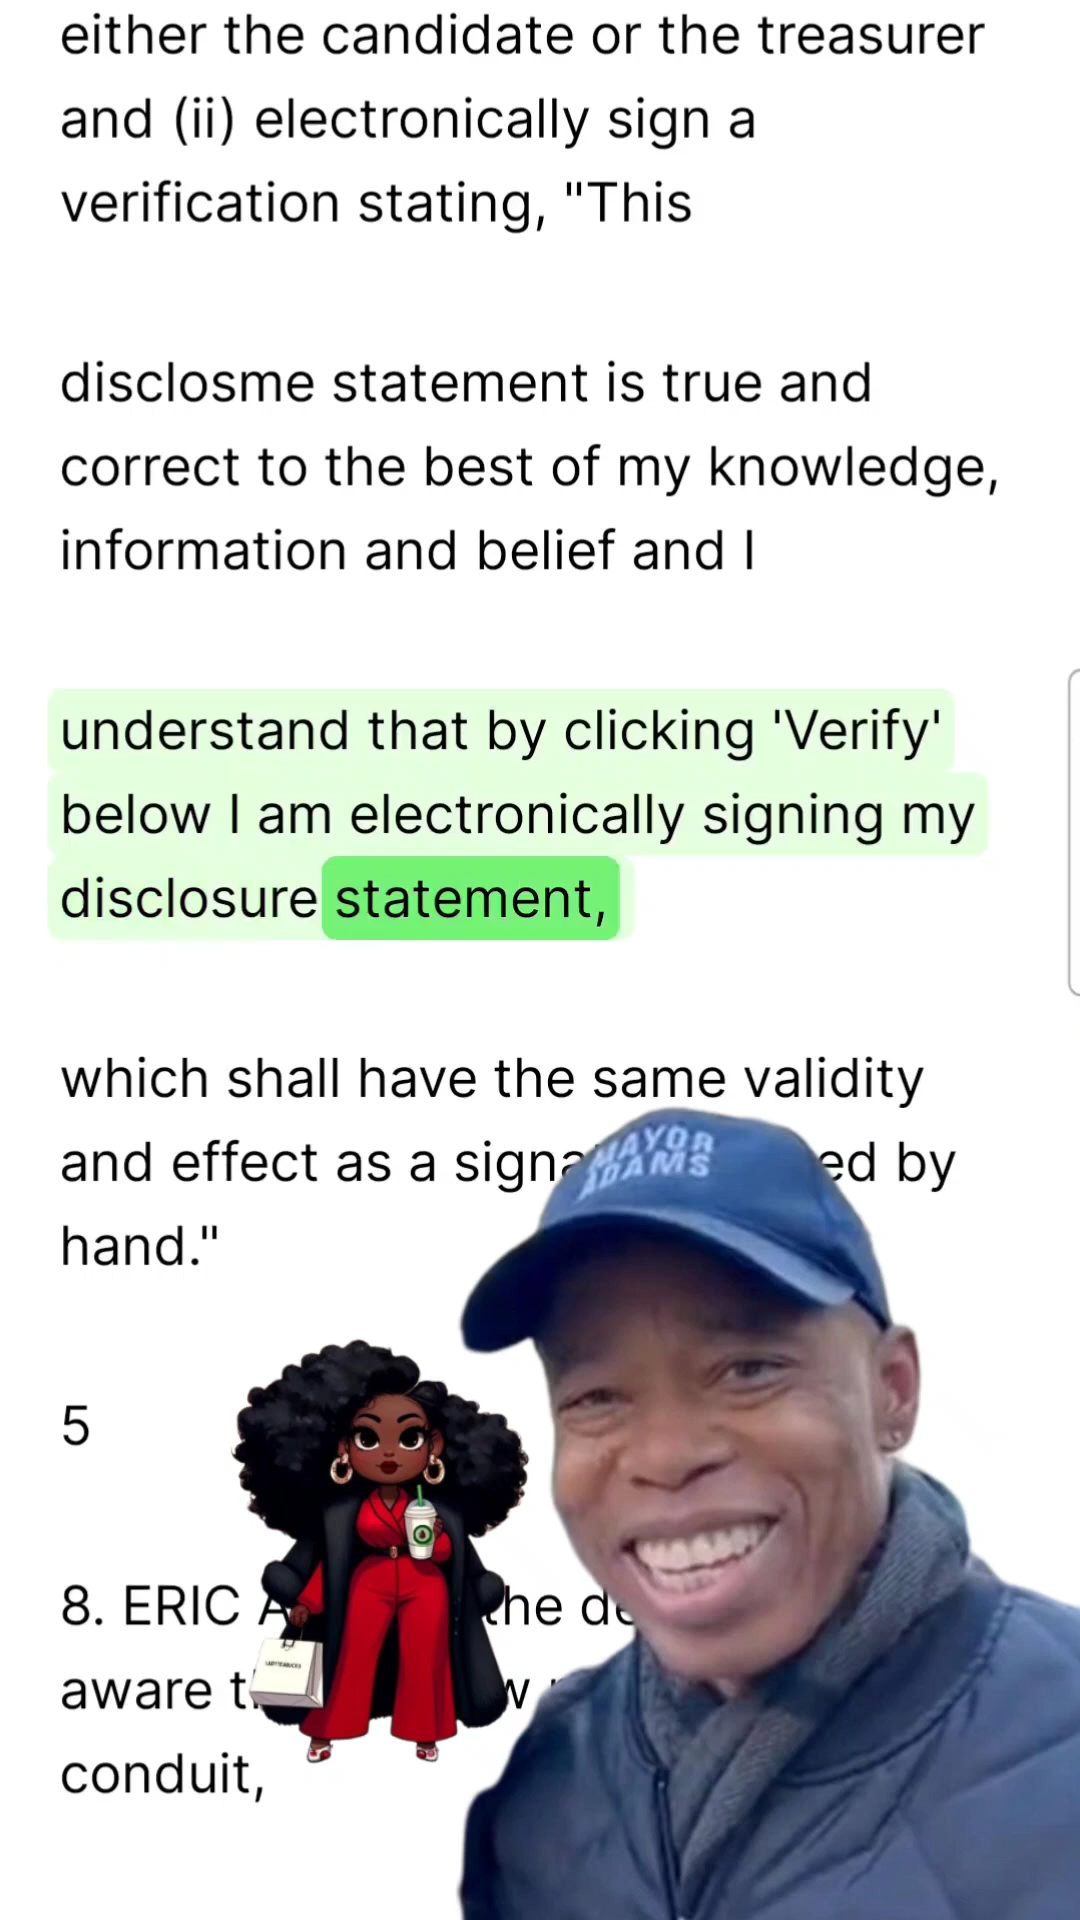 either the candidate or the treasurer
and (ii) electronically sign a
verification stating, "This
disclosme statement is true and
correct to the best of my knowledge,
information and belief and I
understand that by clicking 'Verify'
below I am electronically signing my
disclosure statement,
which shall have the same validity
and effect as a by
hand."
MAYOR
ADAMS
5
8. ERIC
aware
conduit,